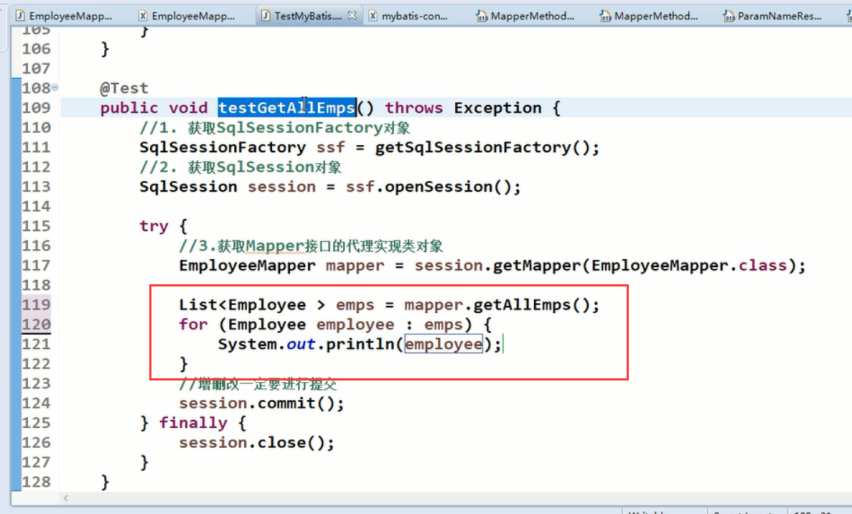 EmployeeMapp...
EmployeeMapp...
TestMyBatis....
mybatis-con...
MapperMethod...
MapperMethod...
ParamNameRes...
105 }
106 }
107
108 @Test
109 public void testGetAllEmps() throws Exception {
110 //1. 获取SqlSessionFactory对象
111 SqlSessionFactory ssf = getSqlSessionFactory();
112 //2. 获取SqlSession对象
113 SqlSession session = ssf.openSession();
114
115 try {
116 //3.获取Mapper接口的代理实现类对象
117 EmployeeMapper mapper = session.getMapper(EmployeeMapper.class);
118
119 List<Employee > emps = mapper.getAllEmps();
120 for (Employee employee : emps) {
121 System.out.println(employee);
122 }
123 //增删改一定要进行提交
124 session.commit();
125 } finally {
126 session.close();
127 }
128 }